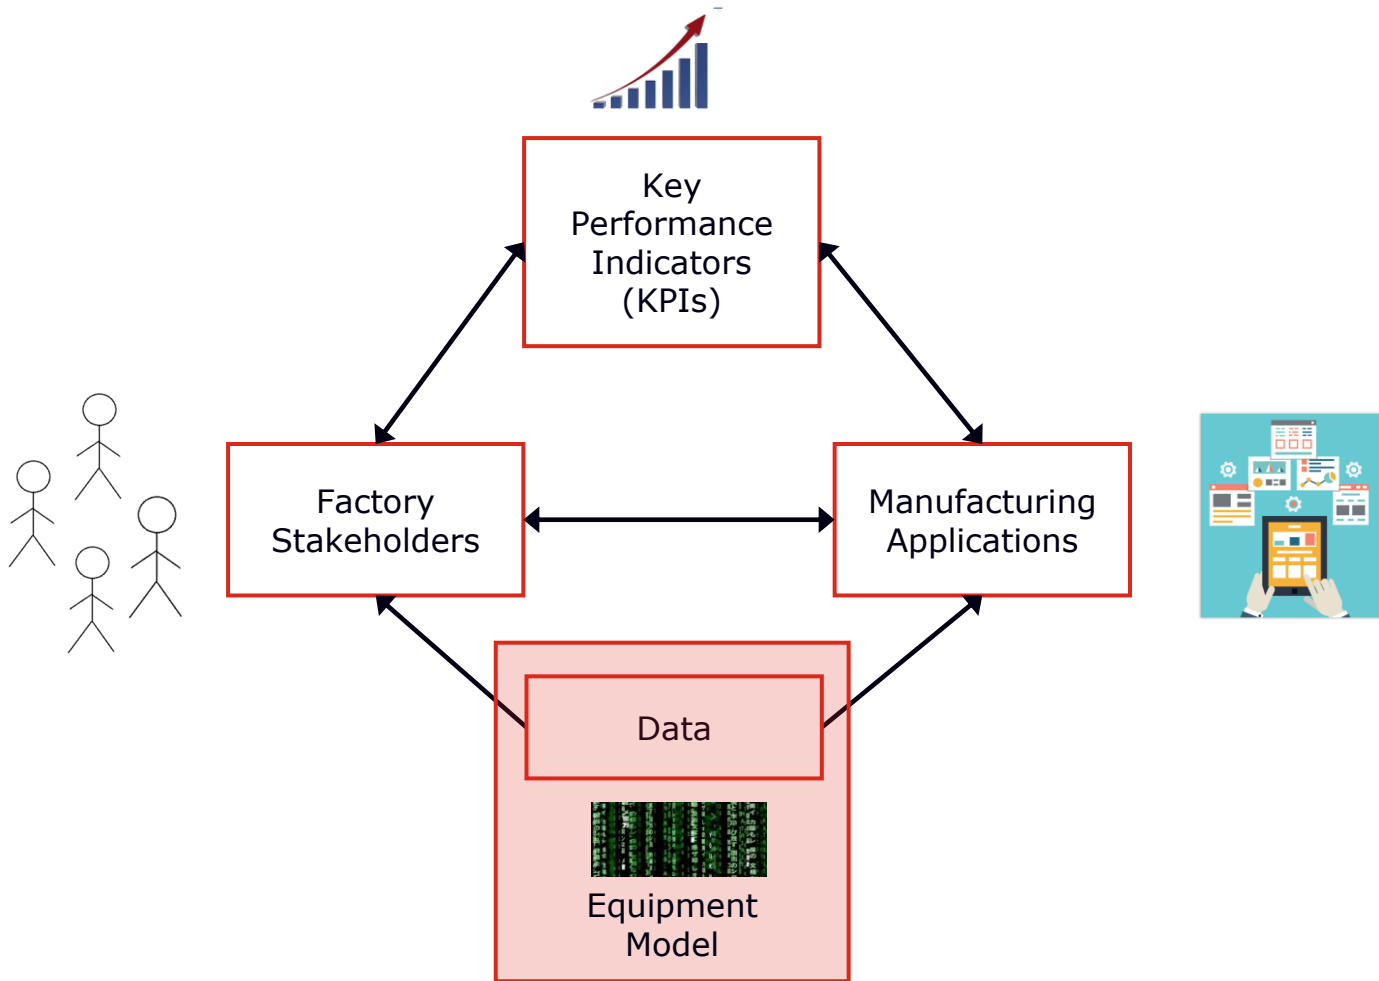 Key
Performance
Indicators
(KPIs)
Factory
Stakeholders
Manufacturing
Applications
Data
Equipment
Model